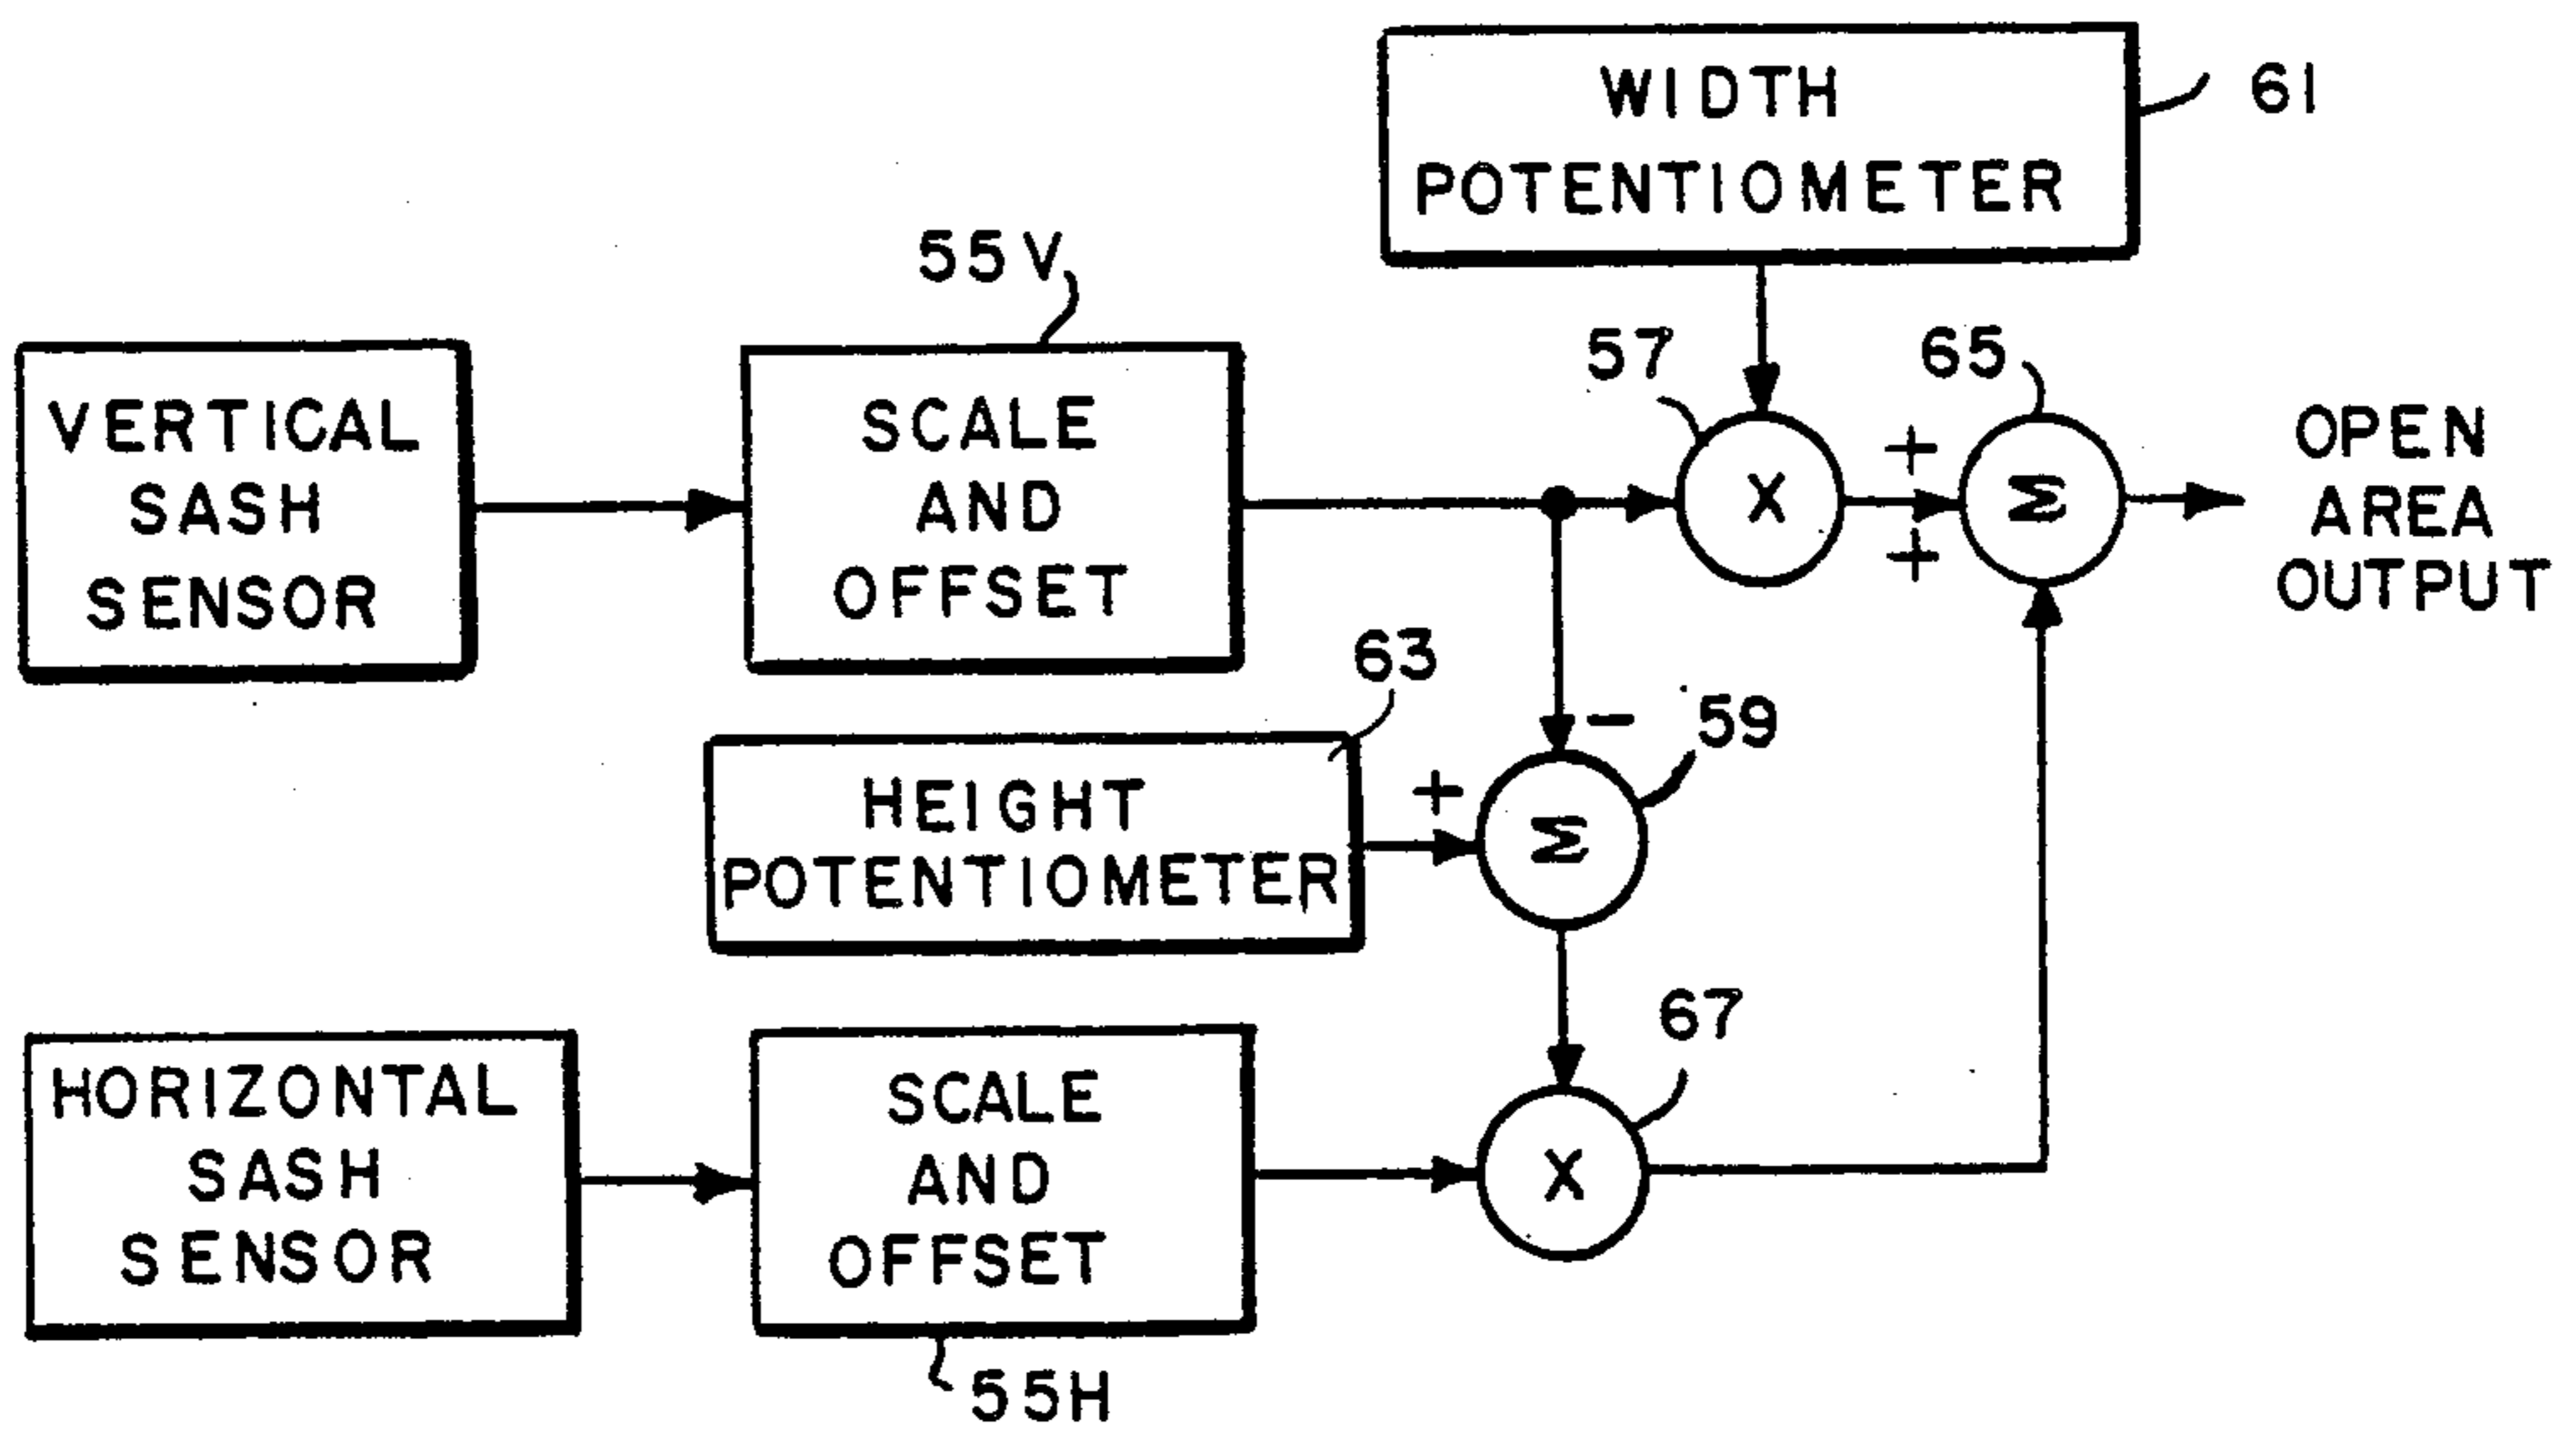 WIDTH
POTENTIOMETER
61
55V
VERTICAL
SASH
SENSOR
SCALE
AND
OFFSET
57
X
+
+
65
Σ
OPEN
AREA
OUTPUT
63
HEIGHT
POTENTIOMETER
+
-
59
Σ
HORIZONTAL
SASH
SENSOR
SCALE
AND
OFFSET
55H
67
X